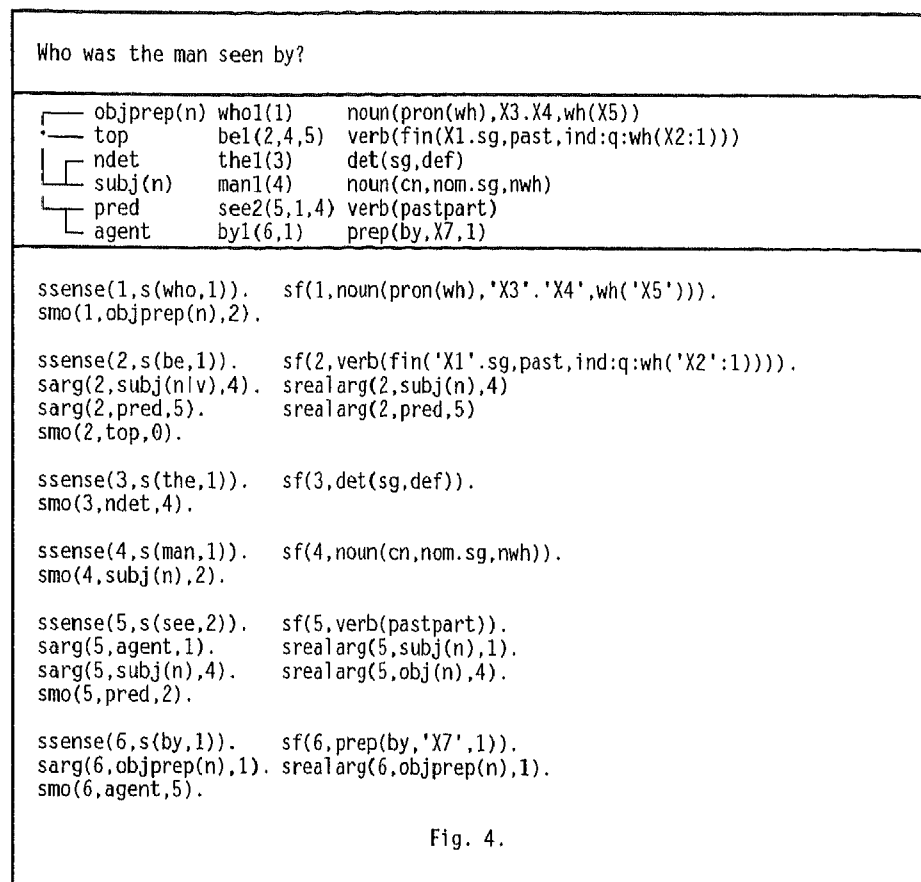 Who was the man seen by?
objprep(n) who1(1) noun(pron(wh),X3.X4,wh(X5))
top be1(2,4,5) verb(fin(X1.sg,past,ind:q:wh(X2:1)))
ndet the1(3) det(sg,def)
subj(n) man1(4) noun(cn,nom.sg,nwh)
pred see2(5,1,4) verb(pastpart)
agent by1(6,1) prep(by,X7,1)
ssense(1,s(who,1)). sf(1,noun(pron(wh),'X3'.'X4',wh('X5'))).
smo(1,objprep(n),2).
ssense(2,s(be,1)). sf(2,verb(fin('X1'.sg,past,ind:q:wh('X2':1)))).
sarg(2,subj(n|v),4). srealarg(2,subj(n),4)
sarg(2,pred,5). srealarg(2,pred,5)
smo(2,top,0).
ssense(3,s(the,1)). sf(3,det(sg,def)).
smo(3,ndet,4).
ssense(4,s(man,1)). sf(4,noun(cn,nom.sg,nwh)).
smo(4,subj(n),2).
ssense(5,s(see,2)). sf(5,verb(pastpart)).
sarg(5,agent,1). srealarg(5,subj(n),1).
sarg(5,subj(n),4). srealarg(5,obj(n),4).
smo(5,pred,2).
ssense(6,s(by,1)). sf(6,prep(by,'X7',1)).
sarg(6,objprep(n),1). srealarg(6,objprep(n),1).
smo(6,agent,5).
Fig. 4.